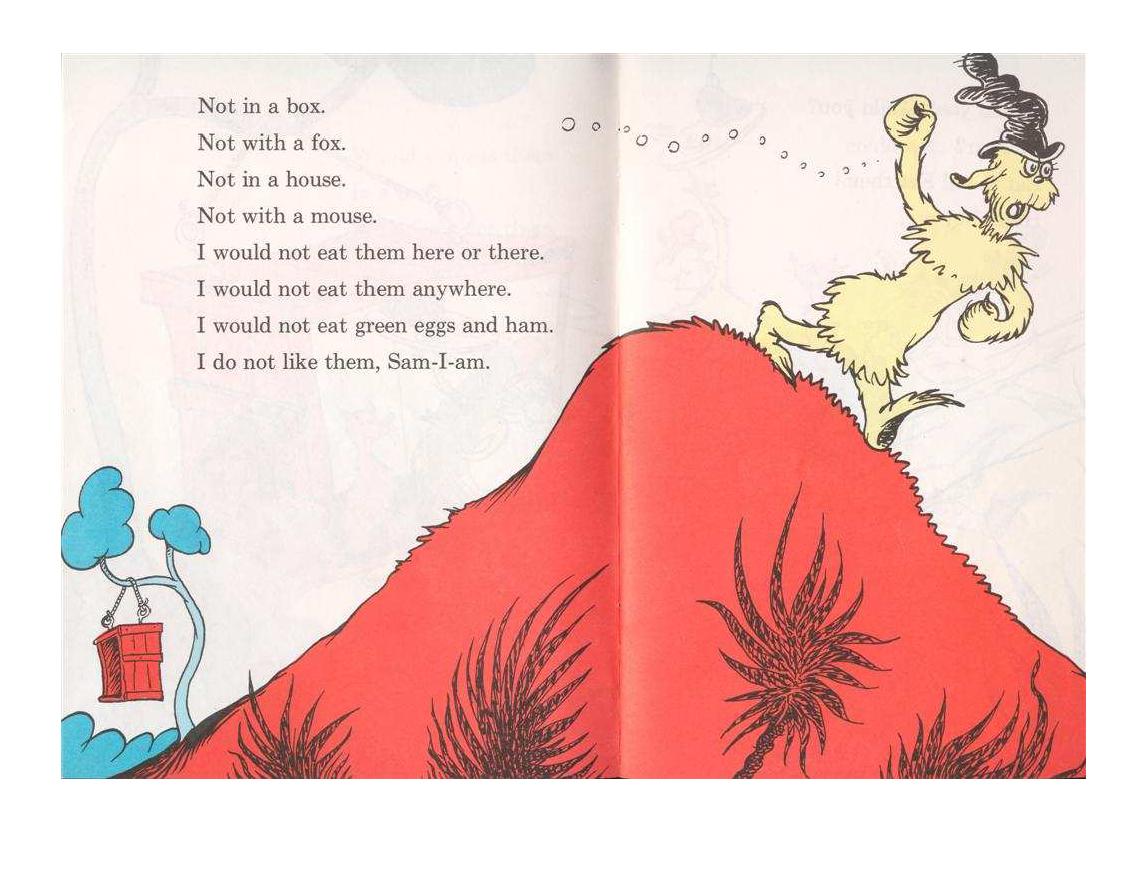 Not in a box.
Not with a fox.
Not in a house.
Not with a mouse.
I would not eat them here or there.
I would not eat them anywhere.
I would not eat green eggs and ham.
I do not like them, Sam-I-am.